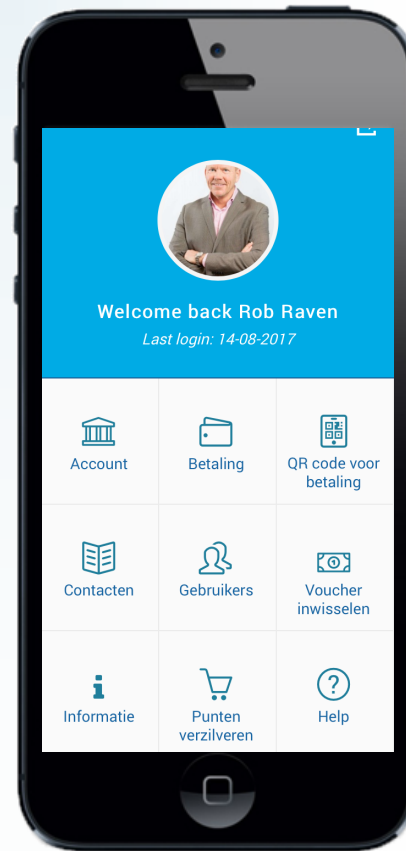 Welcome back Rob Raven
Last login: 14-08-2017
Account
Betaling
QR code voor
betaling
Contacten
Gebruikers
Voucher
inwisselen
Informatie
Punten
verzilveren
Help